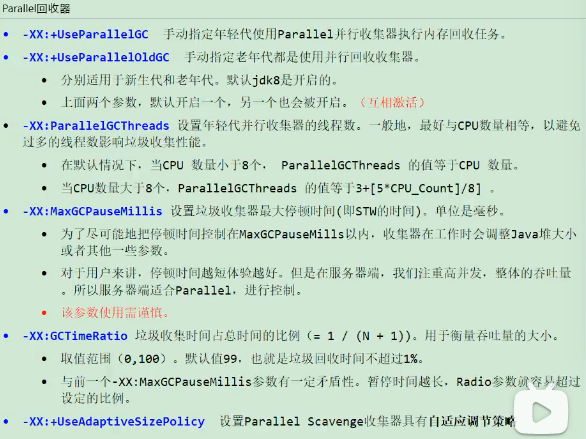 Parallel回收器
-XX:+UseParallelGC 手动指定年轻代使用Parallel并行收集器执行内存回收任务。
-XX:+UseParallelOldGC 手动指定老年代都是使用并行回收收集器。
分别适用于新生代和老年代。默认jdk8是开启的。
上面两个参数，默认开启一个，另一个也会被开启。（互相激活）
-XX:ParallelGCThreads 设置年轻代并行收集器的线程数。一般地，最好与CPU数量相等，以避免
过多的线程数影响垃圾收集性能。
在默认情况下，当CPU 数量小于8个， ParallelGCThreads 的值等于CPU 数量。
当CPU数量大于8个，ParallelGCThreads 的值等于3+[5*CPU_Count]/8] 。
-XX:MaxGCPauseMillis 设置垃圾收集器最大停顿时间(即STW的时间)。单位是毫秒。
为了尽可能地把停顿时间控制在MaxGCPauseMills以内，收集器在工作时会调整Java堆大小
或者其他一些参数。
对于用户来讲，停顿时间越短体验越好。但是在服务器端，我们注重高并发，整体的吞吐量
。所以服务器端适合Parallel，进行控制。
该参数使用需谨慎。
-XX:GCTimeRatio 垃圾收集时间占总时间的比例（= 1 / (N + 1)）。用于衡量吞吐量的大小。
取值范围（0,100）。默认值99，也就是垃圾回收时间不超过1%。
与前一个-XX:MaxGCPauseMillis参数有一定矛盾性。暂停时间越长，Radio参数就容易超过
设定的比例。
-XX:+UseAdaptiveSizePolicy 设置Parallel Scavenge收集器具有自适应调节策略